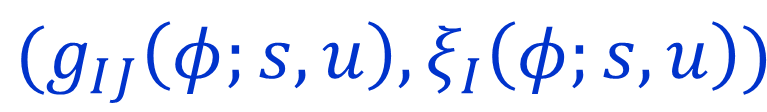 (g_{IJ}(ϕ; s, u), ξ_I(ϕ; s, u))